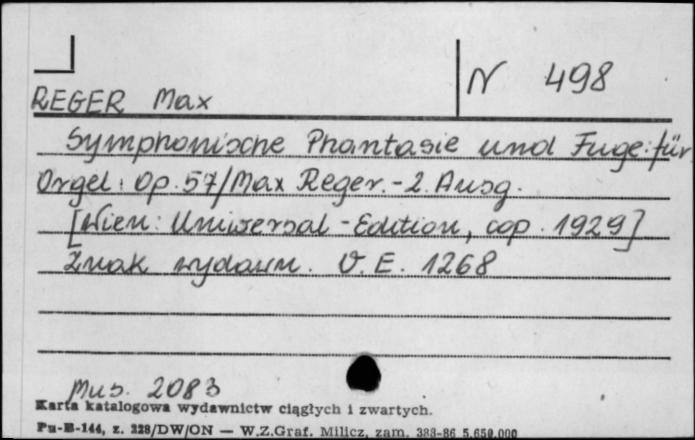 N 498
REGER Max
Symphonische Phantasie und Fuge: für
Orgel: op. 57/Max Reger.-2. Ausg.
[Wien: Universal-Edition, cop. 1929]
Znak wydawn. U.E. 1268
Mus. 2083
Karta katalogowa wydawnictw ciągłych i zwartych.
Pu-B-144, z. 228/DW/ON — W.Z.Graf. Milicz, zam. 383-86 5.650.000